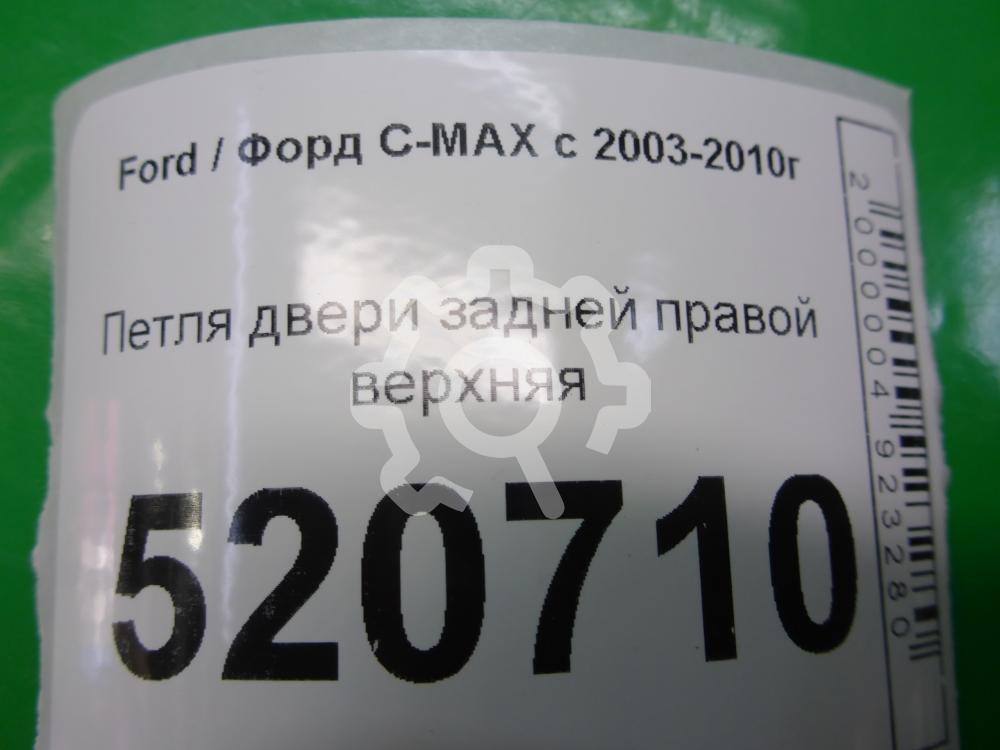 Ford / Форд C-MAX с 2003-2010г
Петля двери задней правой
верхняя
520710
2000004923280